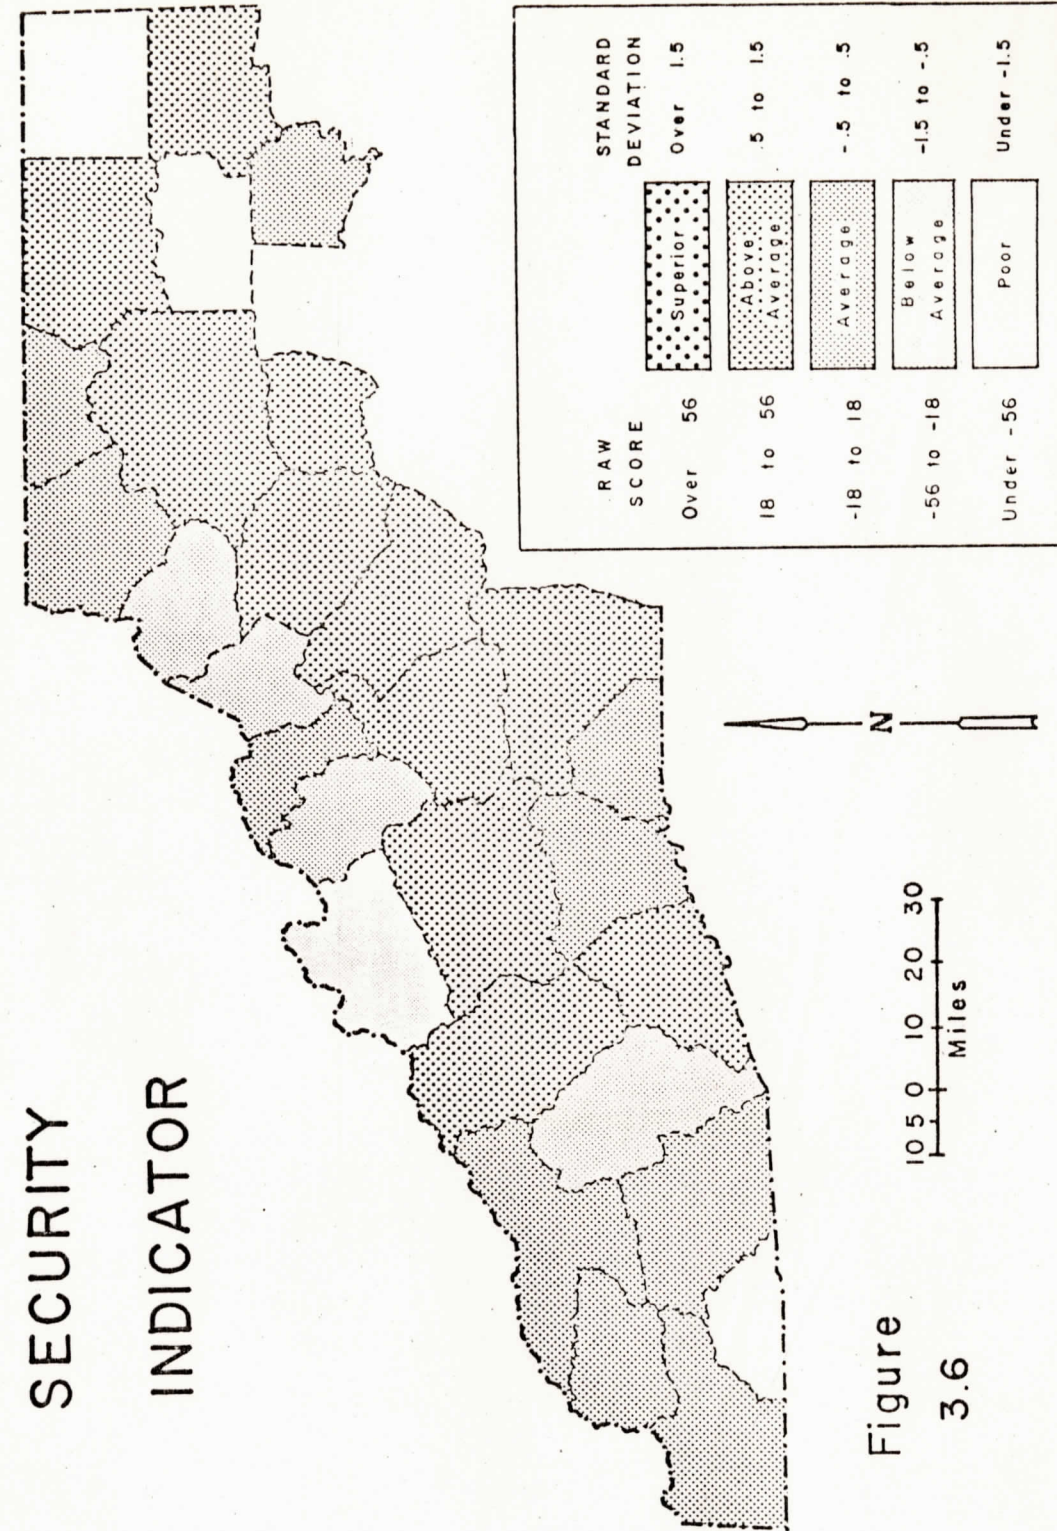 SECURITY
INDICATOR
RAW SCORE
STANDARD DEVIATION
Over 56 Superior Over 1.5
18 to 56 Above Average .5 to 1.5
-18 to 18 Average -.5 to .5
-56 to -18 Below Average -1.5 to -.5
Under -56 Poor Under -1.5
N
10 5 0 10 20 30
Miles
Figure
3.6